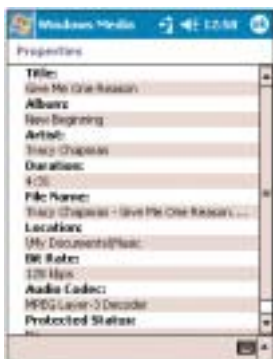 Windows Media 12:58 ok
Properties
Title:
Give Me One Reason
Album:
New Beginning
Artist:
Tracy Chapman
Duration:
4:31
File Name:
Tracy Chapman - Give Me One Reason....
Location:
\My Documents\Music
Bit Rate:
128 kbps
Audio Codec:
MPEG Layer-3 Decoder
Protected Status: